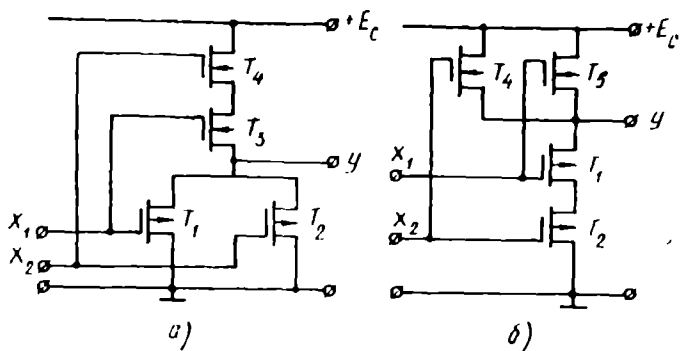 +E_c
T_4
T_3
y
T_1
T_2
X_1
X_2
а)
+E_c
T_4
T_3
y
X_1
T_1
X_2
T_2
б)